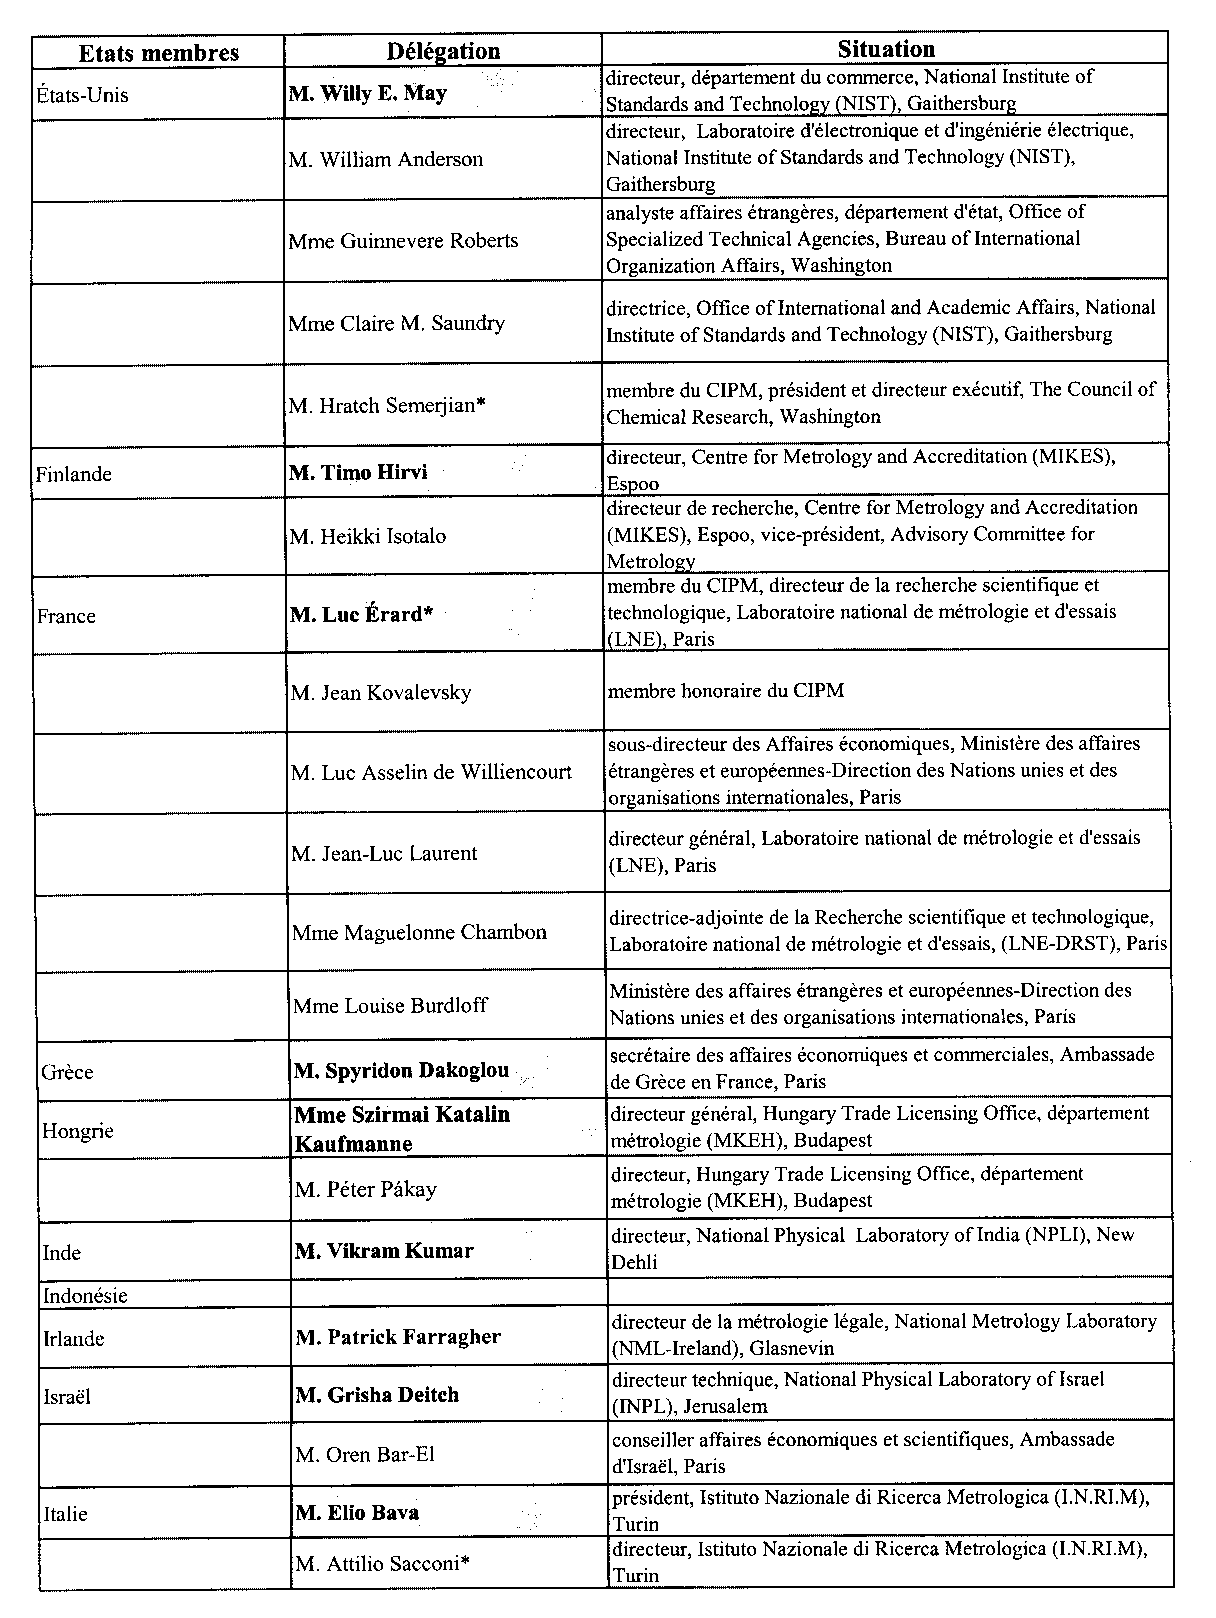 Etats membres Délégation Situation
États-Unis M. Willy E. May directeur, département du commerce, National Institute of
Standards and Technology (NIST), Gaithersburg
M. William Anderson directeur, Laboratoire d'électronique et d'ingéniérie électrique,
National Institute of Standards and Technology (NIST),
Gaithersburg
Mme Guinnevere Roberts analyste affaires étrangères, département d'état, Office of
Specialized Technical Agencies, Bureau of International
Organization Affairs, Washington
Mme Claire M. Saundry directrice, Office of International and Academic Affairs, National
Institute of Standards and Technology (NIST), Gaithersburg
M. Hratch Semerjian* membre du CIPM, président et directeur exécutif, The Council of
Chemical Research, Washington
Finlande M. Timo Hirvi directeur, Centre for Metrology and Accreditation (MIKES),
Espoo
M. Heikki Isotalo directeur de recherche, Centre for Metrology and Accreditation
(MIKES), Espoo, vice-président, Advisory Committee for
Metrology
France M. Luc Érard* membre du CIPM, directeur de la recherche scientifique et
technologique, Laboratoire national de métrologie et d'essais
(LNE), Paris
M. Jean Kovalevsky membre honoraire du CIPM
M. Luc Asselin de Williencourt sous-directeur des Affaires économiques, Ministère des affaires
étrangères et européennes-Direction des Nations unies et des
organisations internationales, Paris
M. Jean-Luc Laurent directeur général, Laboratoire national de métrologie et d'essais
(LNE), Paris
Mme Maguelonne Chambon directrice-adjointe de la Recherche scientifique et technologique,
Laboratoire national de métrologie et d'essais, (LNE-DRST), Paris
Mme Louise Burdloff Ministère des affaires étrangères et européennes-Direction des
Nations unies et des organisations internationales, Paris
Grèce M. Spyridon Dakoglou secrétaire des affaires économiques et commerciales, Ambassade
de Grèce en France, Paris
Hongrie Mme Szirmai Katalin Kaufmanne directeur général, Hungary Trade Licensing Office, département
métrologie (MKEH), Budapest
M. Péter Pákay directeur, Hungary Trade Licensing Office, département
métrologie (MKEH), Budapest
Inde M. Vikram Kumar directeur, National Physical Laboratory of India (NPLI), New
Dehli
Indonésie
Irlande M. Patrick Farragher directeur de la métrologie légale, National Metrology Laboratory
(NML-Ireland), Glasnevin
Israël M. Grisha Deitch directeur technique, National Physical Laboratory of Israel
(INPL), Jerusalem
M. Oren Bar-El conseiller affaires économiques et scientifiques, Ambassade
d'Israël, Paris
Italie M. Elio Bava président, Istituto Nazionale di Ricerca Metrologica (I.N.RI.M),
Turin
M. Attilio Sacconi* directeur, Istituto Nazionale di Ricerca Metrologica (I.N.RI.M),
Turin